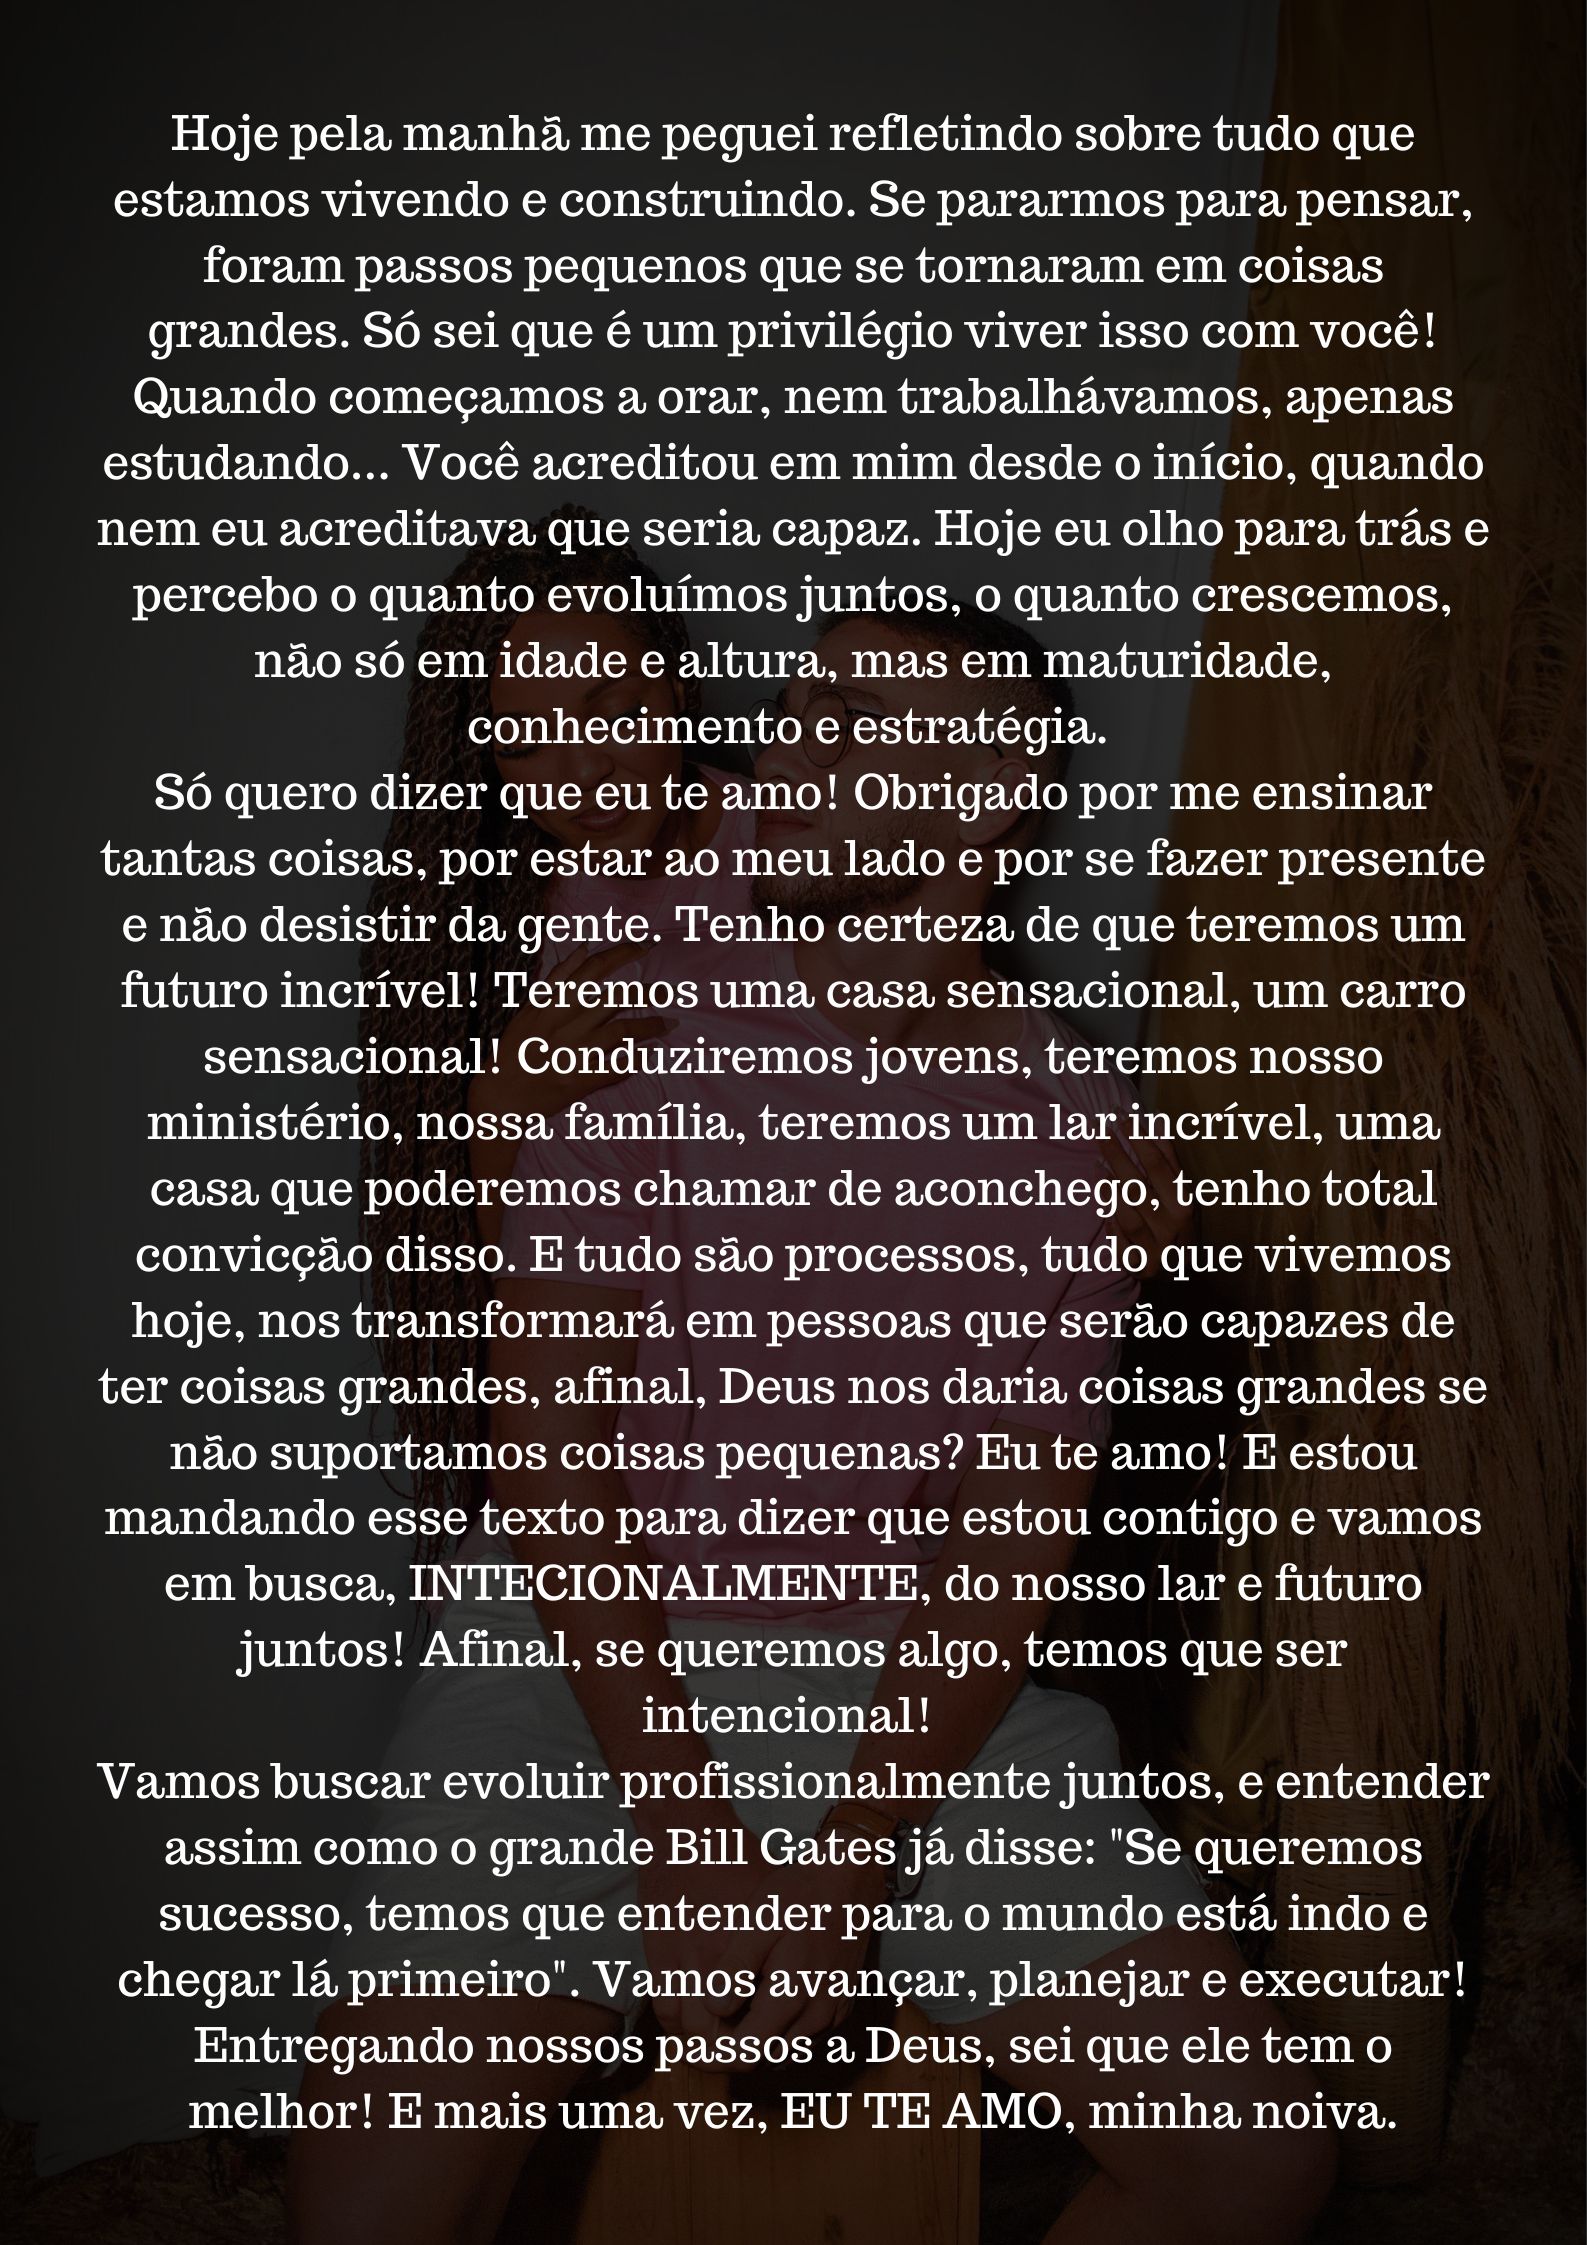 Hoje pela manhã me peguei refletindo sobre tudo que
estamos vivendo e construindo. Se pararmos para pensar,
foram passos pequenos que se tornaram em coisas
grandes. Só sei que é um privilégio viver isso com você!
Quando começamos a orar, nem trabalhávamos, apenas
estudando... Você acreditou em mim desde o início, quando
nem eu acreditava que seria capaz. Hoje eu olho para trás e
percebo o quanto evoluímos juntos, o quanto crescemos,
não só em idade e altura, mas em maturidade,
conhecimento e estratégia.
Só quero dizer que eu te amo! Obrigado por me ensinar
tantas coisas, por estar ao meu lado e por se fazer presente
e não desistir da gente. Tenho certeza de que teremos um
futuro incrível! Teremos uma casa sensacional, um carro
sensacional! Conduziremos jovens, teremos nosso
ministério, nossa família, teremos um lar incrível, uma
casa que poderemos chamar de aconchego, tenho total
convicção disso. E tudo são processos, tudo que vivemos
hoje, nos transformará em pessoas que serão capazes de
ter coisas grandes, afinal, Deus nos daria coisas grandes se
não suportamos coisas pequenas? Eu te amo! E estou
mandando esse texto para dizer que estou contigo e vamos
em busca, INTECIONALMENTE, do nosso lar e futuro
juntos! Afinal, se queremos algo, temos que ser
intencional!
Vamos buscar evoluir profissionalmente juntos, e entender
assim como o grande Bill Gates já disse: "Se queremos
sucesso, temos que entender para o mundo está indo e
chegar lá primeiro". Vamos avançar, planejar e executar!
Entregando nossos passos a Deus, sei que ele tem o
melhor! E mais uma vez, EU TE AMO, minha noiva.